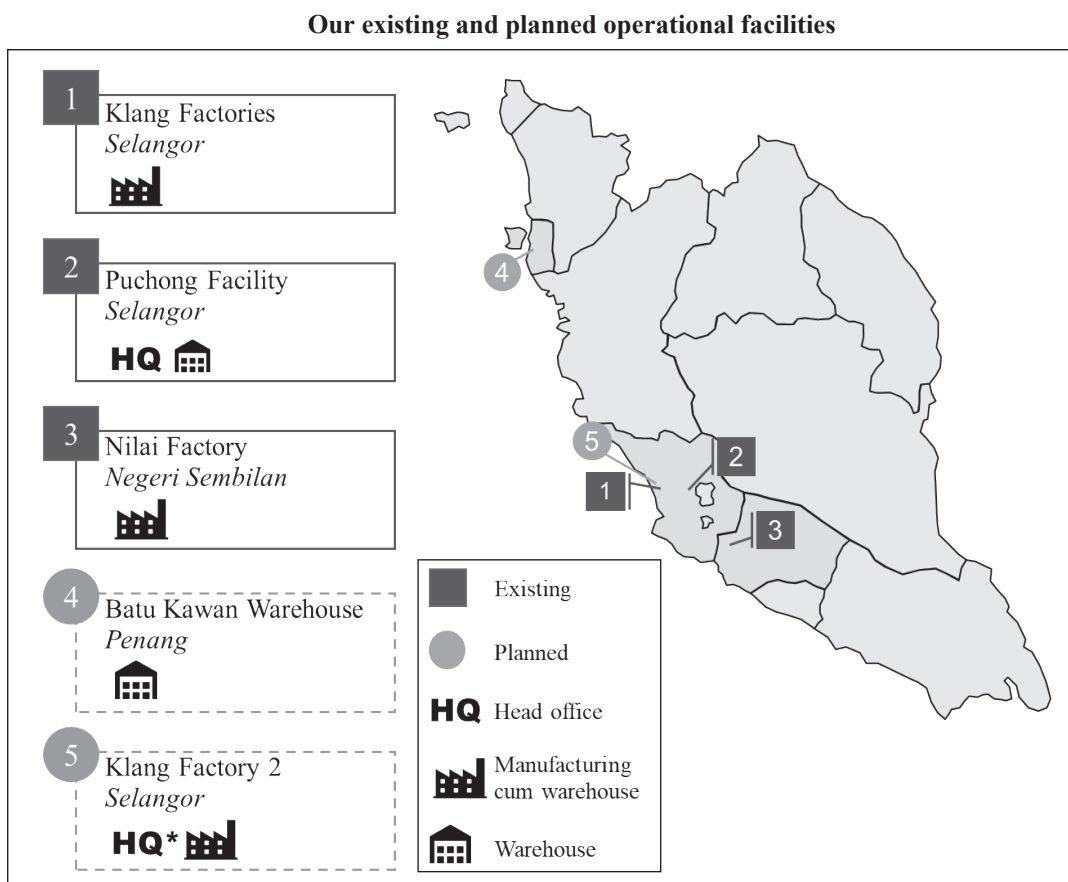 Our existing and planned operational facilities
1
Klang Factories
Selangor
2
Puchong Facility
Selangor
HQ
3
Nilai Factory
Negeri Sembilan
4
Batu Kawan Warehouse
Penang
5
Klang Factory 2
Selangor
HQ*
4
5
2
1
3
Existing
Planned
HQ Head office
Manufacturing
cum warehouse
Warehouse